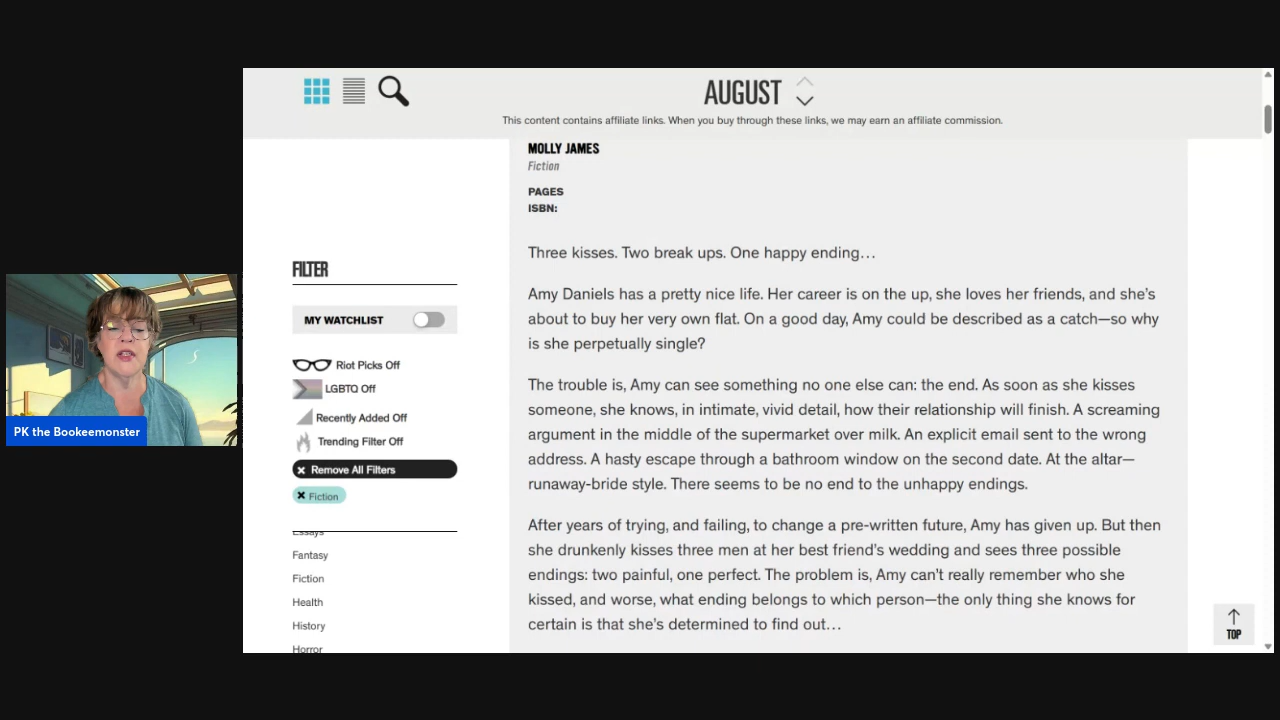 AUGUST
This content contains affiliate links. When you buy through these links, we may earn an affiliate commission.
MOLLY JAMES
Fiction
PAGES
ISBN:
Three kisses. Two break ups. One happy ending…
Amy Daniels has a pretty nice life. Her career is on the up, she loves her friends, and she's
about to buy her very own flat. On a good day, Amy could be described as a catch—so why
is she perpetually single?
The trouble is, Amy can see something no one else can: the end. As soon as she kisses
someone, she knows, in intimate, vivid detail, how their relationship will finish. A screaming
argument in the middle of the supermarket over milk. An explicit email sent to the wrong
address. A hasty escape through a bathroom window on the second date. At the altar—
runaway-bride style. There seems to be no end to the unhappy endings.
After years of trying, and failing, to change a pre-written future, Amy has given up. But then
she drunkenly kisses three men at her best friend's wedding and sees three possible
endings: two painful, one perfect. The problem is, Amy can't really remember who she
kissed, and worse, what ending belongs to which person—the only thing she knows for
certain is that she's determined to find out…
FILTER
MY WATCHLIST
Riot Picks Off
LGBTQ Off
Recently Added Off
Trending Filter Off
× Remove All Filters
× Fiction
Essays
Fantasy
Fiction
Health
History
Horror
TOP
PK the Bookeemonster